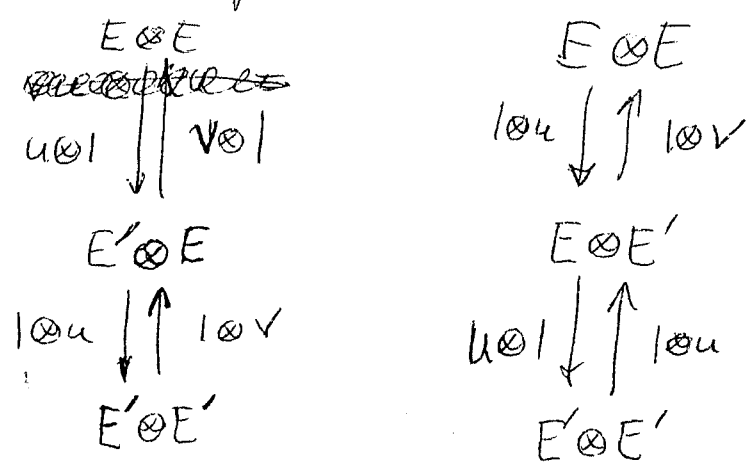 E ⊗ E E ⊗ E
u⊗1 V⊗1 1⊗u 1⊗V
E′⊗E E⊗E′
1⊗u 1⊗V u⊗1 1⊗u
E′⊗E′ E′⊗E′